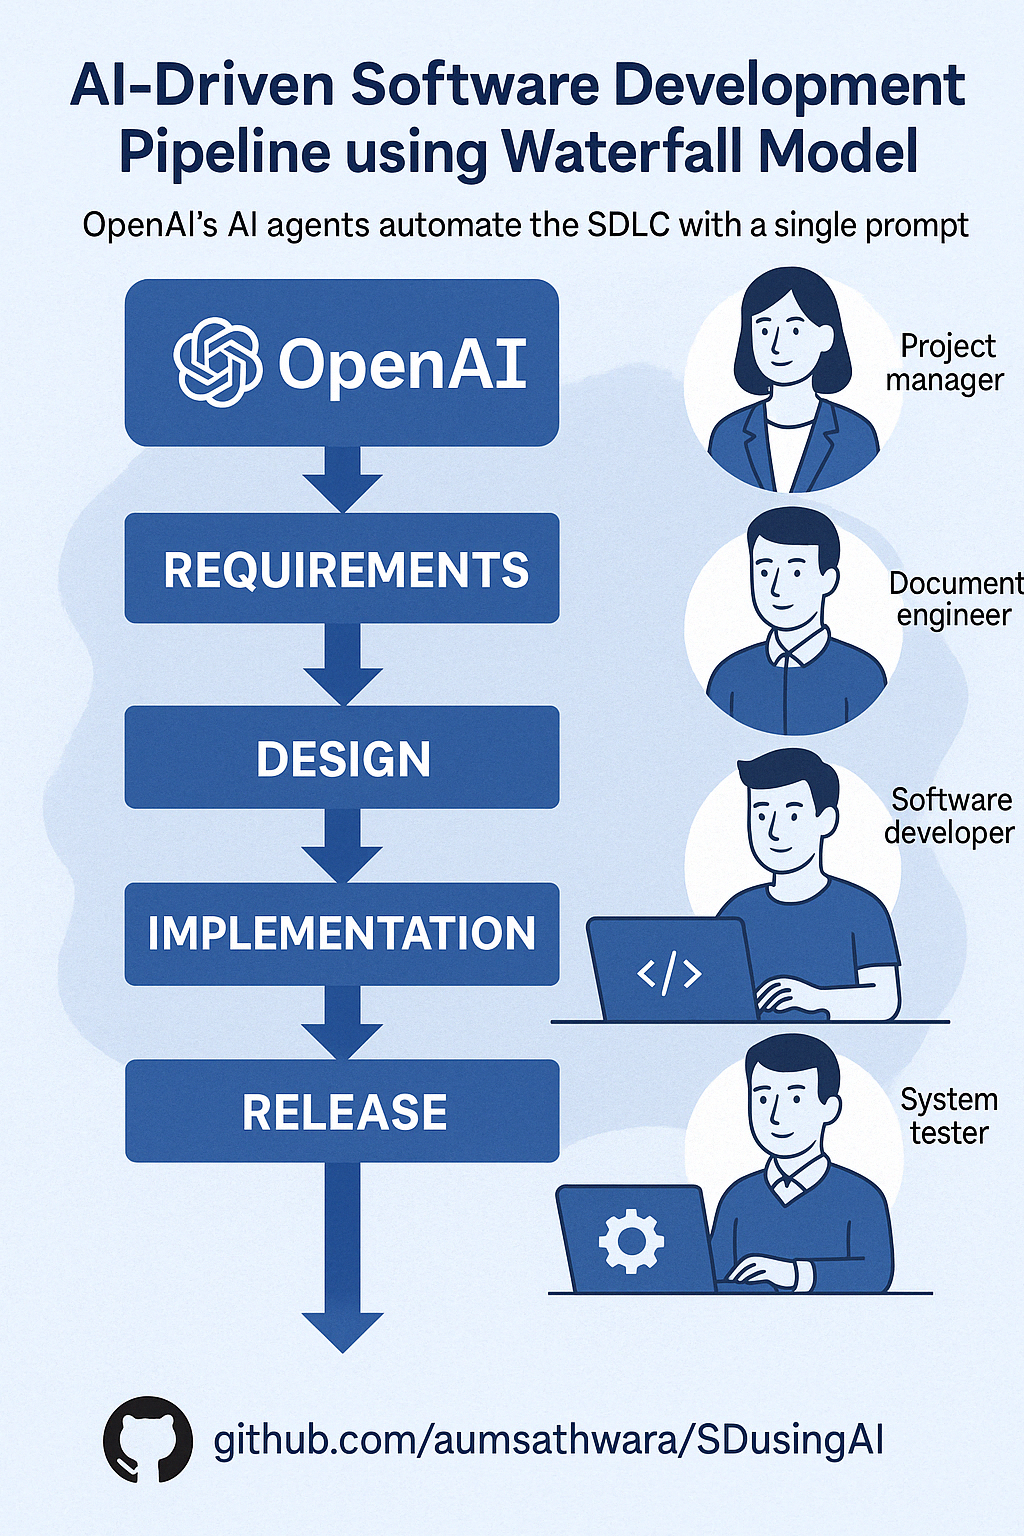 AI-Driven Software Development
Pipeline using Waterfall Model
OpenAI's AI agents automate the SDLC with a single prompt
OpenAI
REQUIREMENTS
DESIGN
IMPLEMENTATION
RELEASE
Project
manager
Document
engineer
Software
developer
</>
System
tester
github.com/aumsathwara/SDusingAI